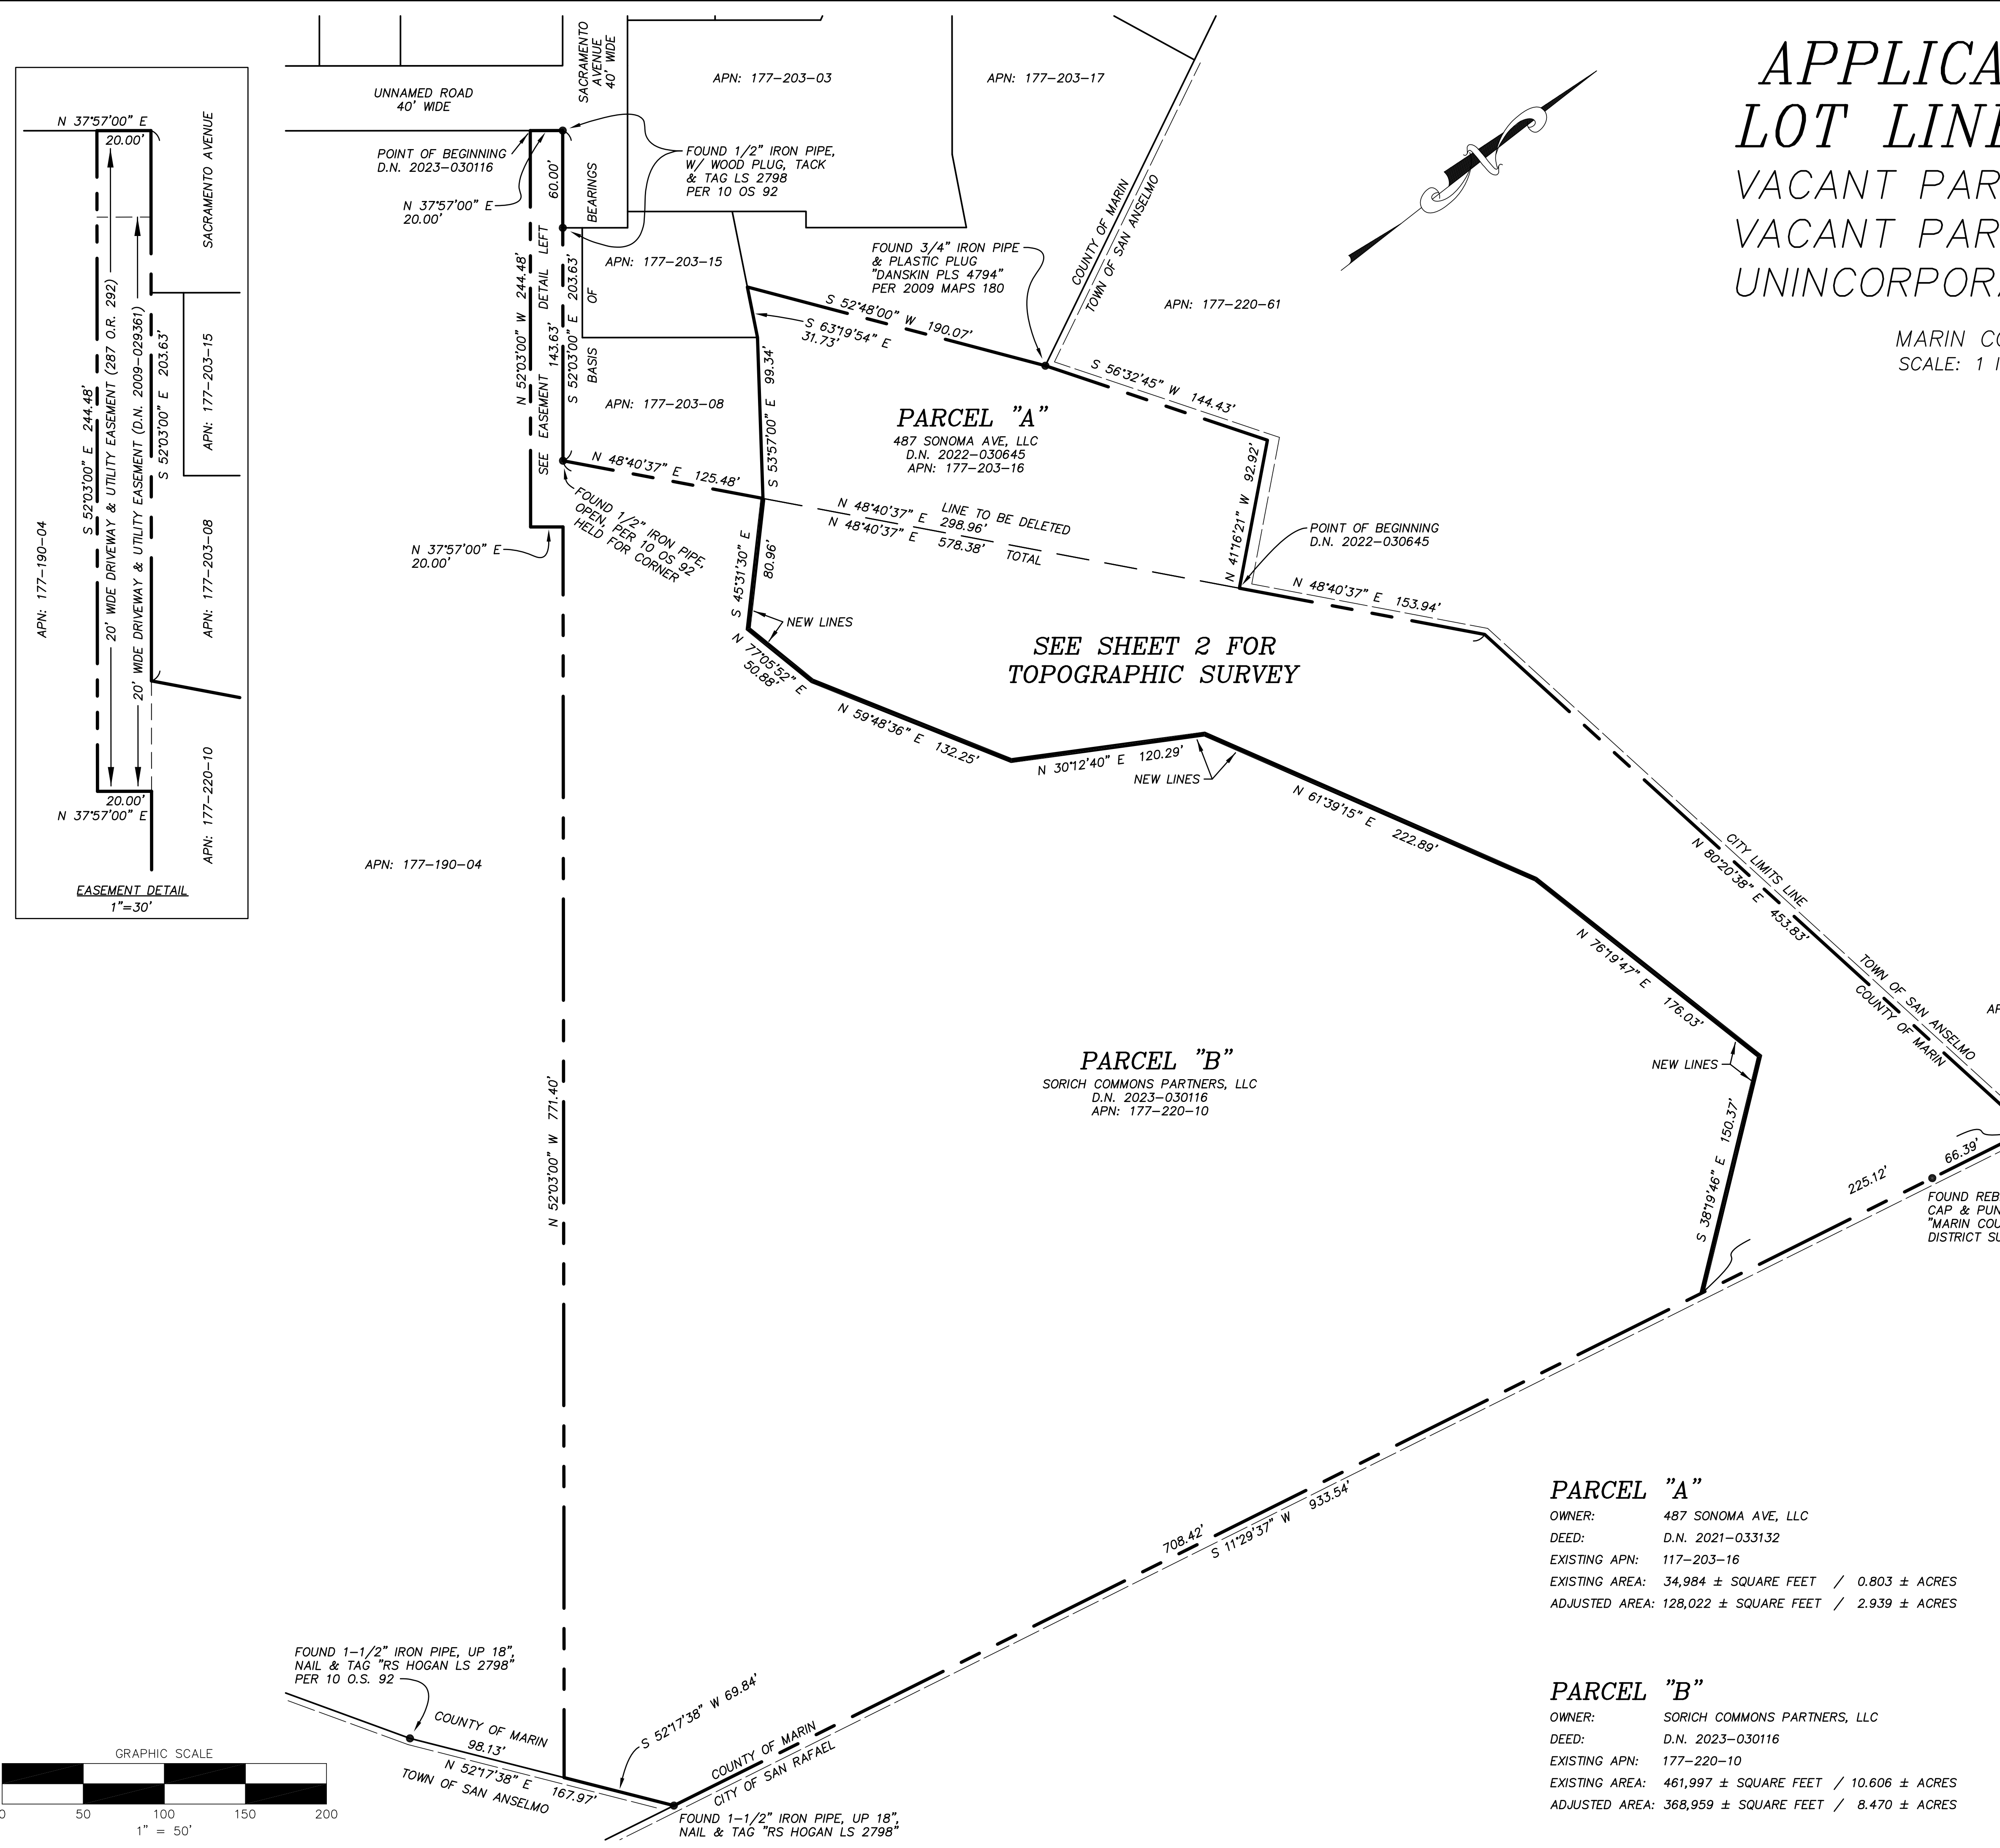 APPLICA
LOT LIN
VACANT PAR
VACANT PAR
UNINCORPOR
MARIN CO
SCALE: 1 I
N 37°57'00" E
20.00'
SACRAMENTO AVENUE
20' WIDE DRIVEWAY & UTILITY EASEMENT (287 O.R. 292)
20' WIDE DRIVEWAY & UTILITY EASEMENT (D.N. 2009-029361)
S 52°03'00" E 244.48'
S 52°03'00" E 203.63'
APN: 177-203-15
APN: 177-190-04
APN: 177-203-08
APN: 177-220-10
20.00'
N 37°57'00" E
EASEMENT DETAIL
1"=30'
UNNAMED ROAD
40' WIDE
SACRAMENTO
AVENUE
40' WIDE
APN: 177-203-03
APN: 177-203-17
POINT OF BEGINNING
D.N. 2023-030116
N 37°57'00" E
20.00'
60.00'
FOUND 1/2" IRON PIPE,
W/ WOOD PLUG, TACK
& TAG LS 2798
PER 10 OS 92
BASIS OF BEARINGS
N 52°03'00" W 244.48'
SEE EASEMENT DETAIL LEFT
143.63'
S 52°03'00" E 203.63'
APN: 177-203-15
APN: 177-203-08
FOUND 3/4" IRON PIPE
& PLASTIC PLUG
"DANSKIN PLS 4794"
PER 2009 MAPS 180
COUNTY OF MARIN
TOWN OF SAN ANSELMO
APN: 177-220-61
S 52°48'00" W 190.07'
S 63°19'54" E
31.73'
S 53°57'00" E 99.34'
S 56°32'45" W 144.43'
PARCEL "A"
487 SONOMA AVE, LLC
D.N. 2022-030645
APN: 177-203-16
N 41°16'21" W 92.92'
N 48°40'37" E 125.48'
N 48°40'37" E 298.96'
LINE TO BE DELETED
N 48°40'37" E 578.38' TOTAL
POINT OF BEGINNING
D.N. 2022-030645
N 48°40'37" E 153.94'
FOUND 1/2" IRON PIPE,
OPEN, PER 10 OS 92
HELD FOR CORNER
N 37°57'00" E
20.00'
S 45°31'30" E
80.96'
NEW LINES
N 77°05'52" E
50.88'
SEE SHEET 2 FOR
TOPOGRAPHIC SURVEY
N 59°48'36" E 132.25'
N 30°12'40" E 120.29'
NEW LINES
N 61°39'15" E 222.89'
CITY LIMITS LINE
N 80°20'38" E 453.83'
APN: 177-190-04
N 76°19'47" E 176.03'
TOWN OF SAN ANSELMO
COUNTY OF MARIN
AP
NEW LINES
PARCEL "B"
SORICH COMMONS PARTNERS, LLC
D.N. 2023-030116
APN: 177-220-10
N 52°03'00" W 771.40'
S 38°19'46" E 150.37'
225.12'
66.39'
FOUND REB
CAP & PUN
"MARIN COU
DISTRICT SU
708.42'
S 11°29'37" W 933.54'
PARCEL "A"
OWNER: 487 SONOMA AVE, LLC
DEED: D.N. 2021-033132
EXISTING APN: 117-203-16
EXISTING AREA: 34,984 ± SQUARE FEET / 0.803 ± ACRES
ADJUSTED AREA: 128,022 ± SQUARE FEET / 2.939 ± ACRES
PARCEL "B"
OWNER: SORICH COMMONS PARTNERS, LLC
DEED: D.N. 2023-030116
EXISTING APN: 177-220-10
EXISTING AREA: 461,997 ± SQUARE FEET / 10.606 ± ACRES
ADJUSTED AREA: 368,959 ± SQUARE FEET / 8.470 ± ACRES
FOUND 1-1/2" IRON PIPE, UP 18",
NAIL & TAG "RS HOGAN LS 2798"
PER 10 O.S. 92
COUNTY OF MARIN
98.13'
N 52°17'38" E 167.97'
TOWN OF SAN ANSELMO
S 52°17'38" W 69.84'
COUNTY OF MARIN
CITY OF SAN RAFAEL
FOUND 1-1/2" IRON PIPE, UP 18",
NAIL & TAG "RS HOGAN LS 2798"
GRAPHIC SCALE
0 50 100 150 200
1" = 50'